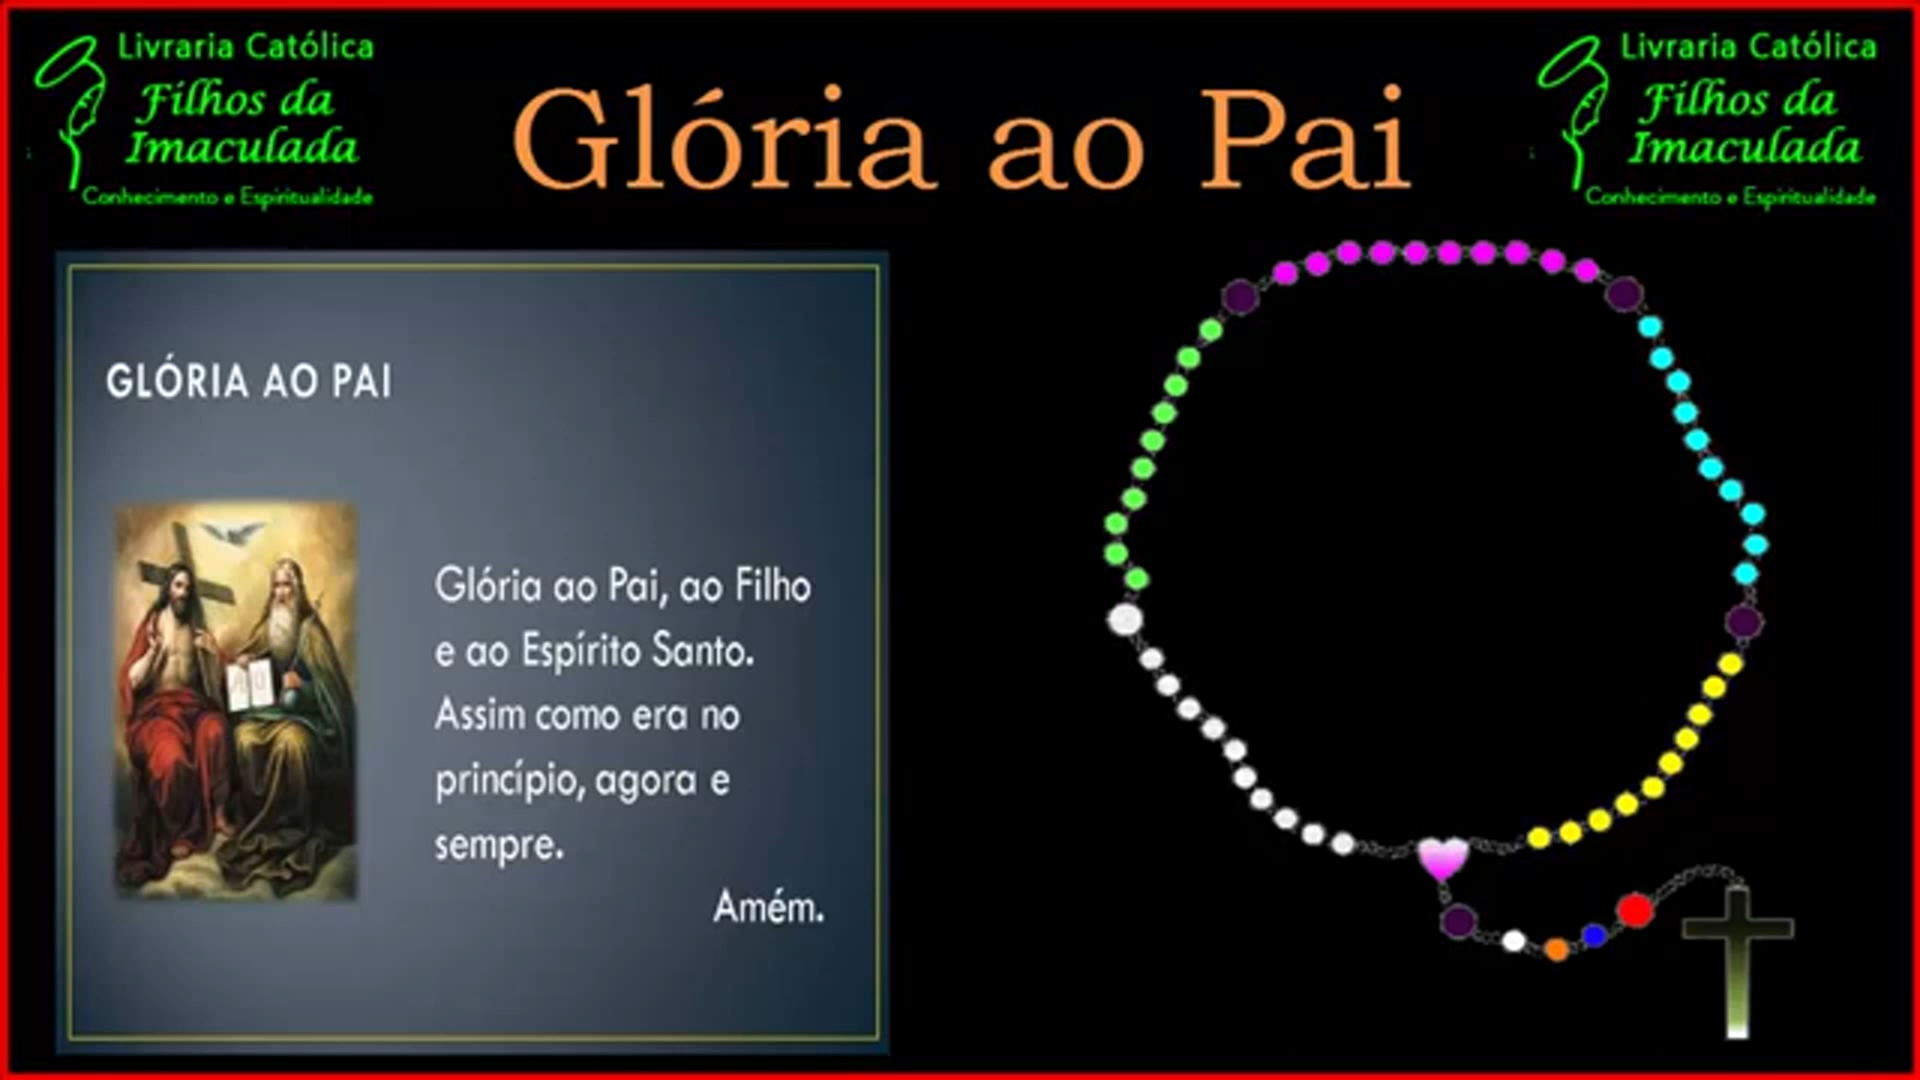 Livraria Católica
Filhos da
Imaculada
Conhecimento e Espiritualidade
Glória ao Pai
Livraria Católica
Filhos da
Imaculada
Conhecimento e Espiritualidade
GLÓRIA AO PAI
Glória ao Pai, ao Filho
e ao Espírito Santo.
Assim como era no
princípio, agora e
sempre.
Amém.